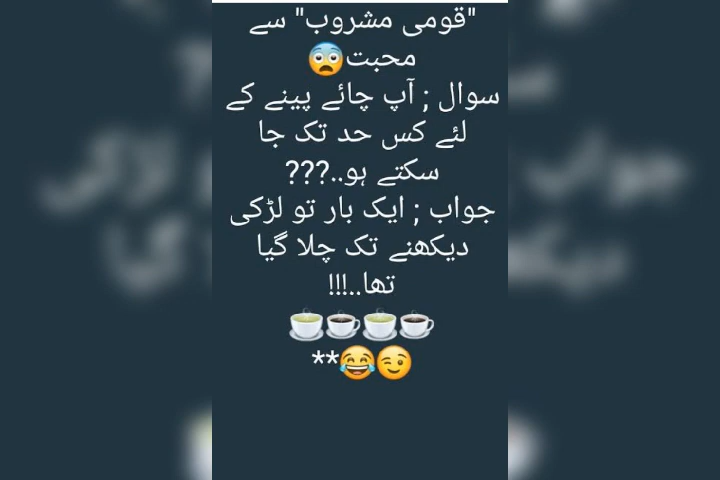 "قومی مشروب" سے
محبت😨
سوال ; آپ چائے پینے کے
لئے کس حد تک جا
سکتے ہو..???
جواب ; ایک بار تو لڑکی
دیکھنے تک چلا گیا
تھا..!!!
🍵☕🍵☕
**😂😉